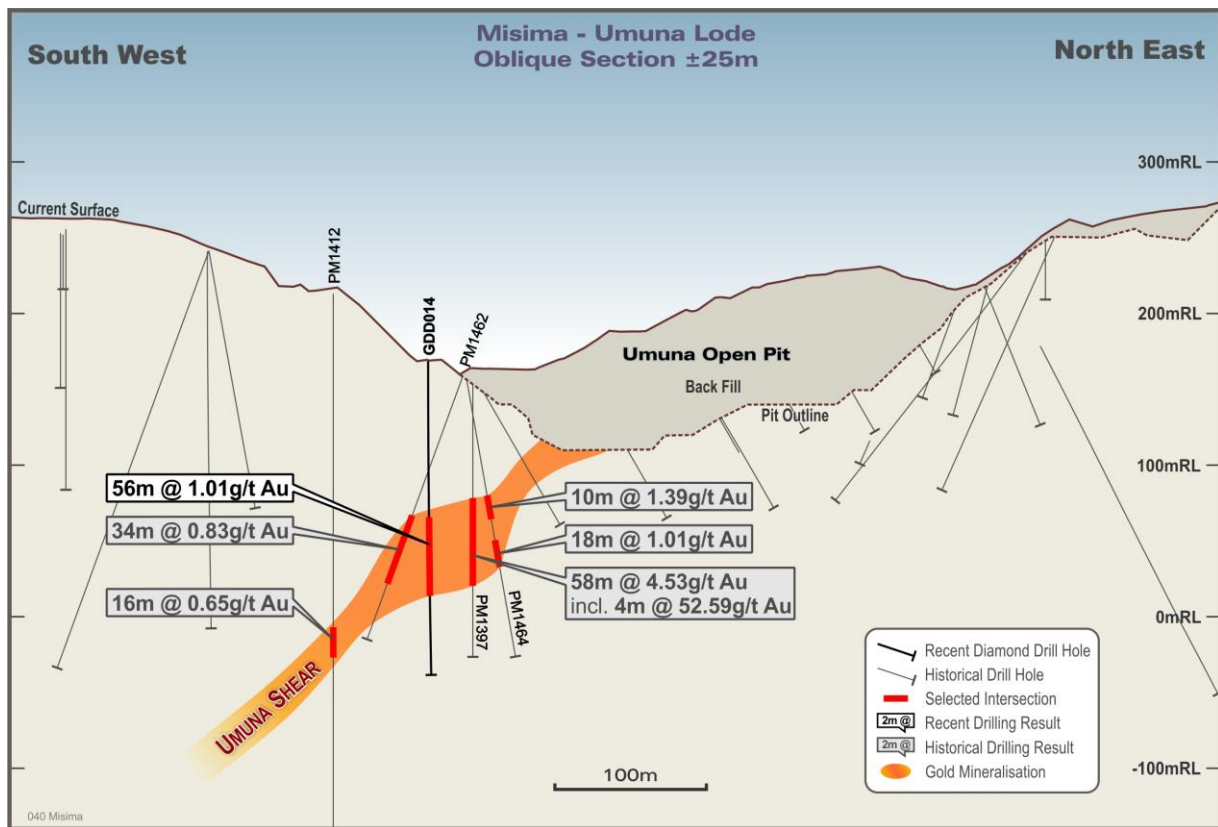 Misima - Umuna Lode
Oblique Section ±25m
South West
North East
300mRL
Current Surface
PM1412
200mRL
GDD014
PM1462
Umuna Open Pit
Back Fill
Pit Outline
100mRL
56m @ 1.01g/t Au
34m @ 0.83g/t Au
16m @ 0.65g/t Au
10m @ 1.39g/t Au
18m @ 1.01g/t Au
58m @ 4.53g/t Au
incl. 4m @ 52.59g/t Au
PM1397
PM1464
0mRL
UMUNA SHEAR
Recent Diamond Drill Hole
Historical Drill Hole
Selected Intersection
2m @ Recent Drilling Result
2m @ Historical Drilling Result
Gold Mineralisation
100m
-100mRL
040 Misima